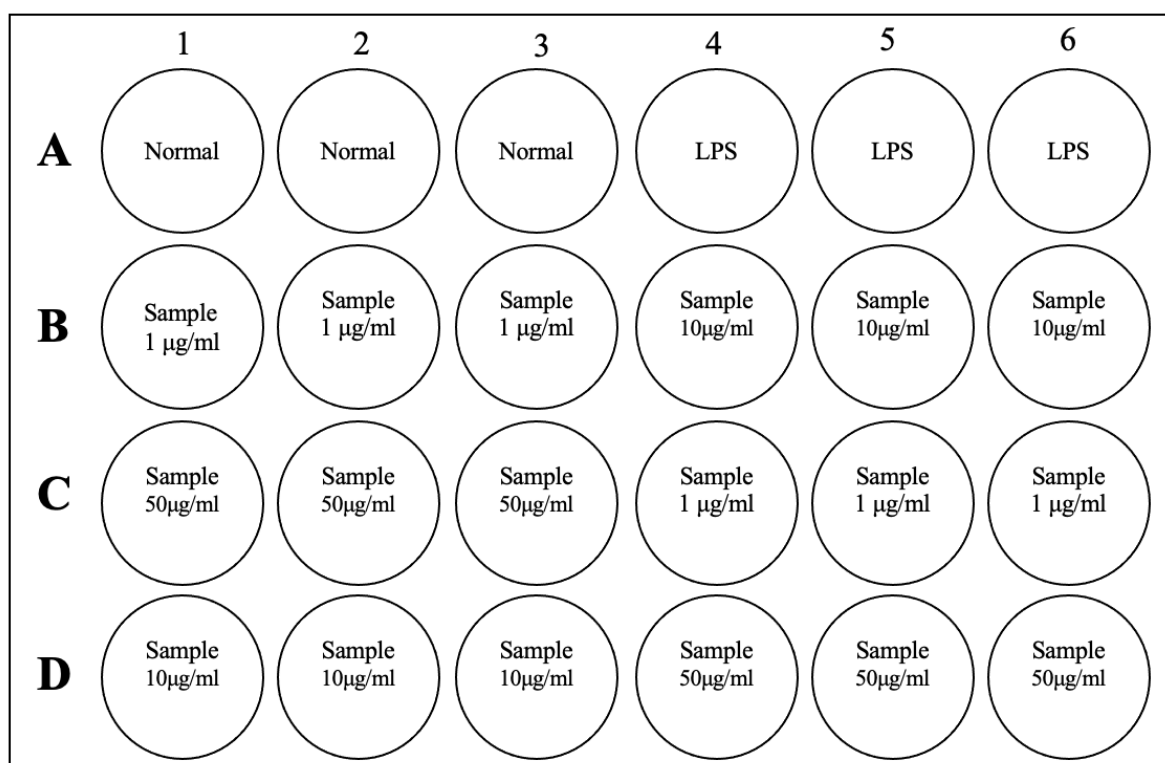 1 2 3 4 5 6
A Normal Normal Normal LPS LPS LPS
B Sample Sample Sample Sample Sample Sample
1 μg/ml 1 μg/ml 1 μg/ml 10μg/ml 10μg/ml 10μg/ml
C Sample Sample Sample Sample Sample Sample
50μg/ml 50μg/ml 50μg/ml 1 μg/ml 1 μg/ml 1 μg/ml
D Sample Sample Sample Sample Sample Sample
10μg/ml 10μg/ml 10μg/ml 50μg/ml 50μg/ml 50μg/ml